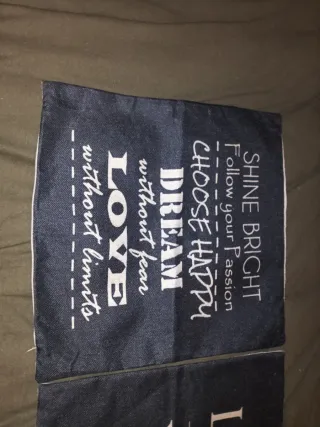 SHINE BRIGHT
Follow your Passion
CHOOSE HAPPY
DREAM
without fear
LOVE
without limits
L